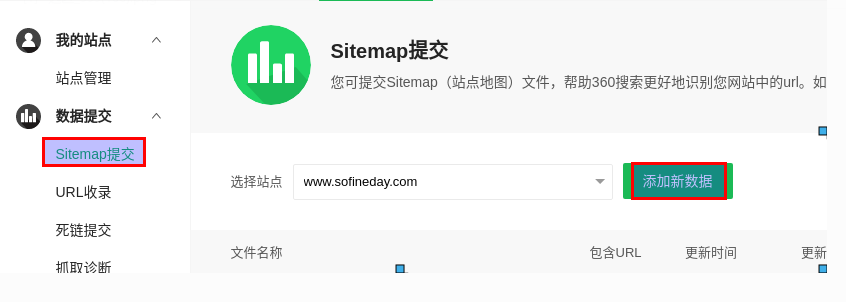 我的站点
站点管理
数据提交
Sitemap提交
URL收录
死链提交
抓取诊断
Sitemap提交
您可提交Sitemap（站点地图）文件，帮助360搜索更好地识别您网站中的url。如
选择站点 www.sofineday.com 添加新数据
文件名称 包含URL 更新时间 更新